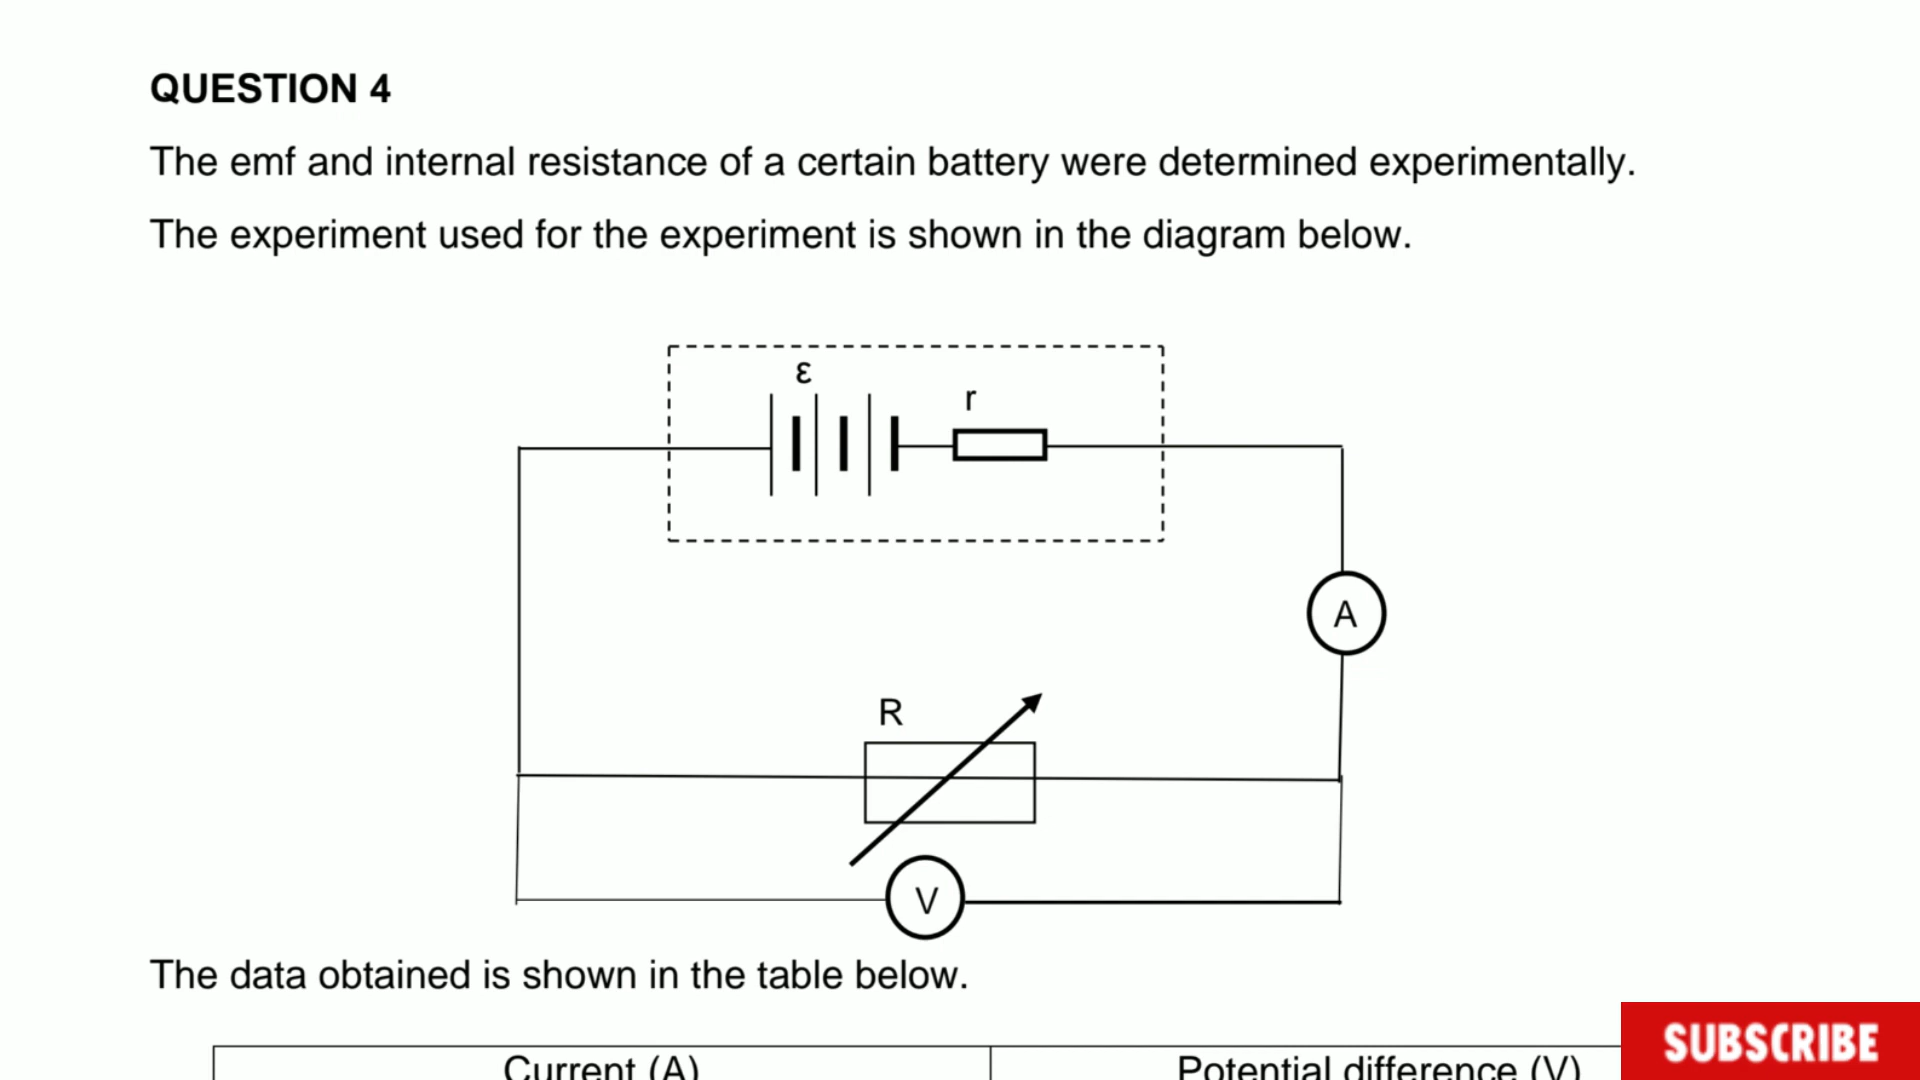 QUESTION 4
The emf and internal resistance of a certain battery were determined experimentally.
The experiment used for the experiment is shown in the diagram below.
ε
r
A
R
V
The data obtained is shown in the table below.
Current (A)
Potential difference (V)
SUBSCRIBE